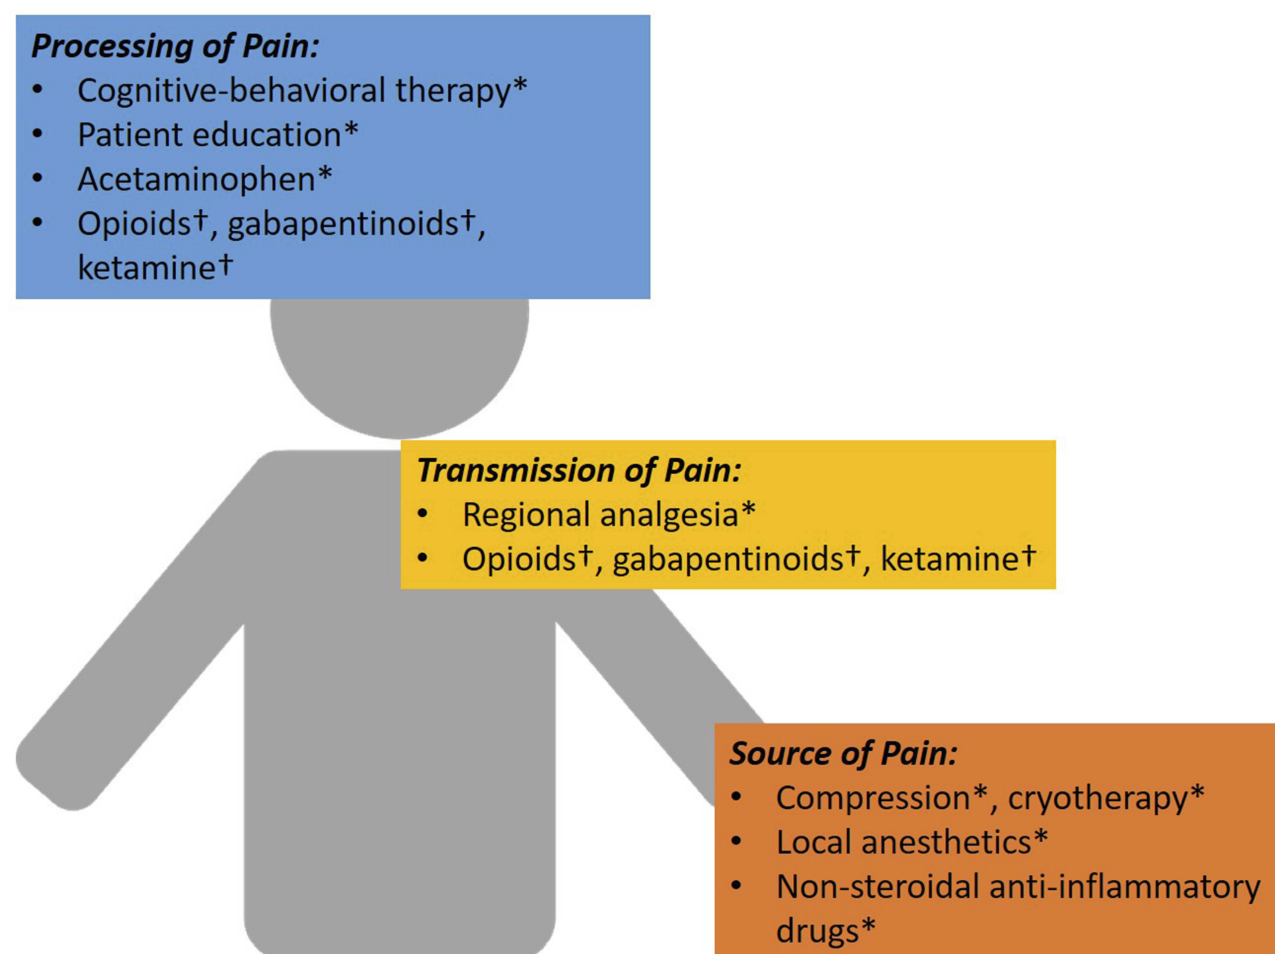 Processing of Pain:
• Cognitive-behavioral therapy*
• Patient education*
• Acetaminophen*
• Opioids†, gabapentinoids†,
ketamine†
Transmission of Pain:
• Regional analgesia*
• Opioids†, gabapentinoids†, ketamine†
Source of Pain:
• Compression*, cryotherapy*
• Local anesthetics*
• Non-steroidal anti-inflammatory
drugs*